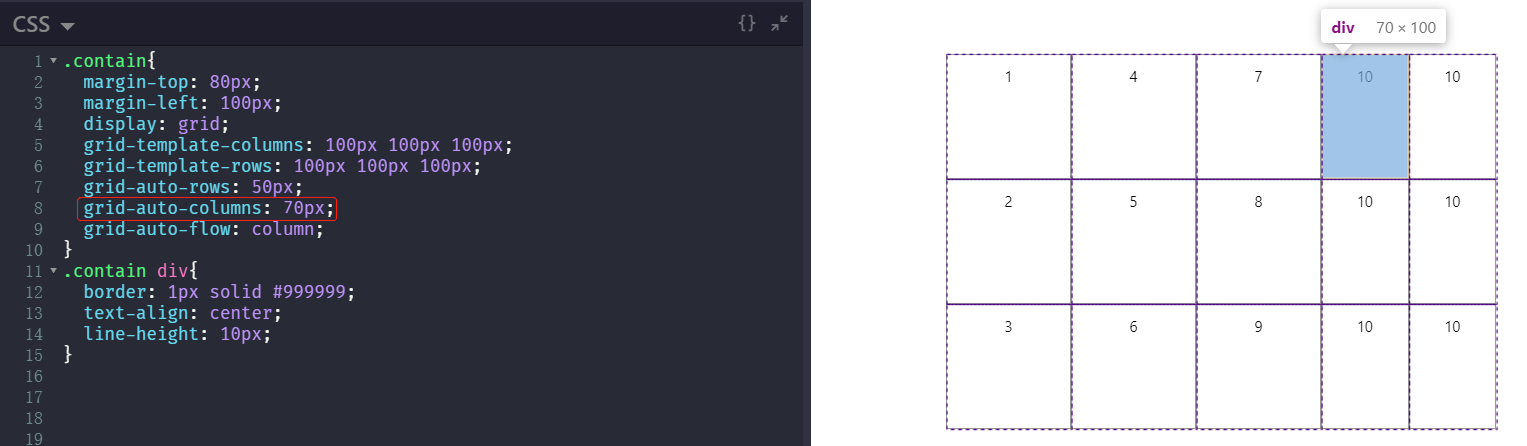 CSS {}
1 .contain{
2 margin-top: 80px;
3 margin-left: 100px;
4 display: grid;
5 grid-template-columns: 100px 100px 100px;
6 grid-template-rows: 100px 100px 100px;
7 grid-auto-rows: 50px;
8 grid-auto-columns: 70px;
9 grid-auto-flow: column;
10 }
11 .contain div{
12 border: 1px solid #999999;
13 text-align: center;
14 line-height: 10px;
15 }
16
17
18
19
div 70 × 100
1 4 7 10 10
2 5 8 10 10
3 6 9 10 10